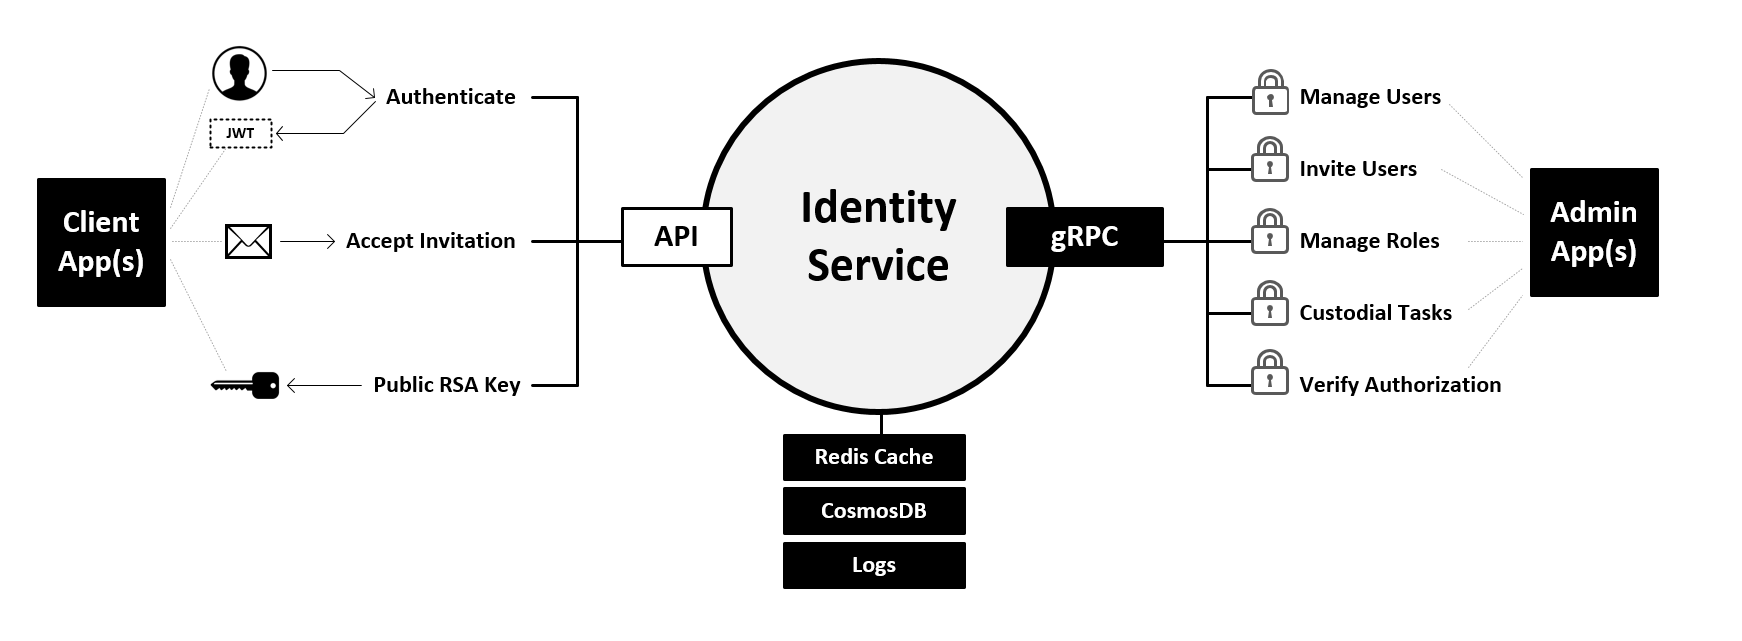 Client
App(s)
JWT
Authenticate
Accept Invitation
Public RSA Key
API
Identity
Service
gRPC
Redis Cache
CosmosDB
Logs
Manage Users
Invite Users
Manage Roles
Custodial Tasks
Verify Authorization
Admin
App(s)